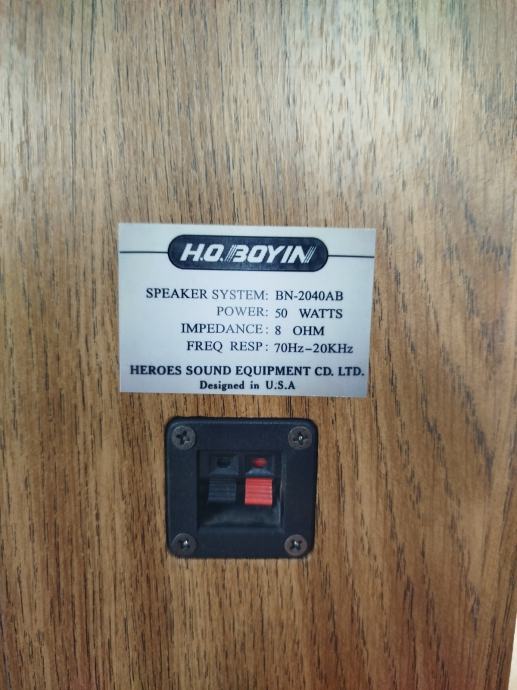 H.O.BOYIN
SPEAKER SYSTEM: BN-2040AB
POWER: 50 WATTS
IMPEDANCE: 8 OHM
FREQ RESP: 70Hz-20KHz
HEROES SOUND EQUIPMENT CD. LTD.
Designed in U.S.A